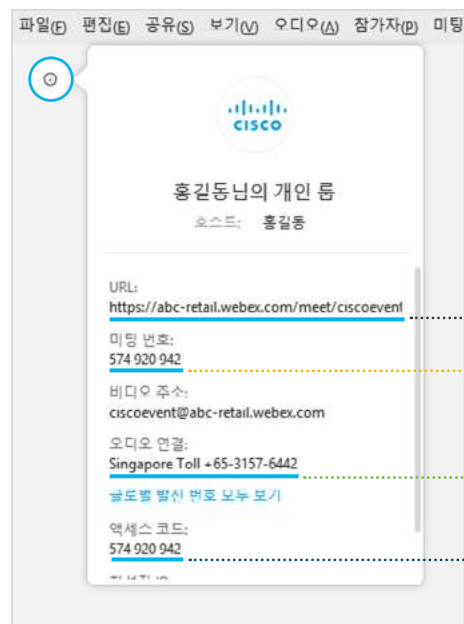 파일(F) 편집(E) 공유(S) 보기(V) 오디오(A) 참가자(P) 미팅
CISCO
홍길동님의 개인 룸
호스트: 홍길동
URL:
https://abc-retail.webex.com/meet/ciscoevent
미팅 번호:
574 920 942
비디오 주소:
ciscoevent@abc-retail.webex.com
오디오 연결:
Singapore Toll +65-3157-6442
글로벌 발신 번호 모두 보기
액세스 코드:
574 920 942